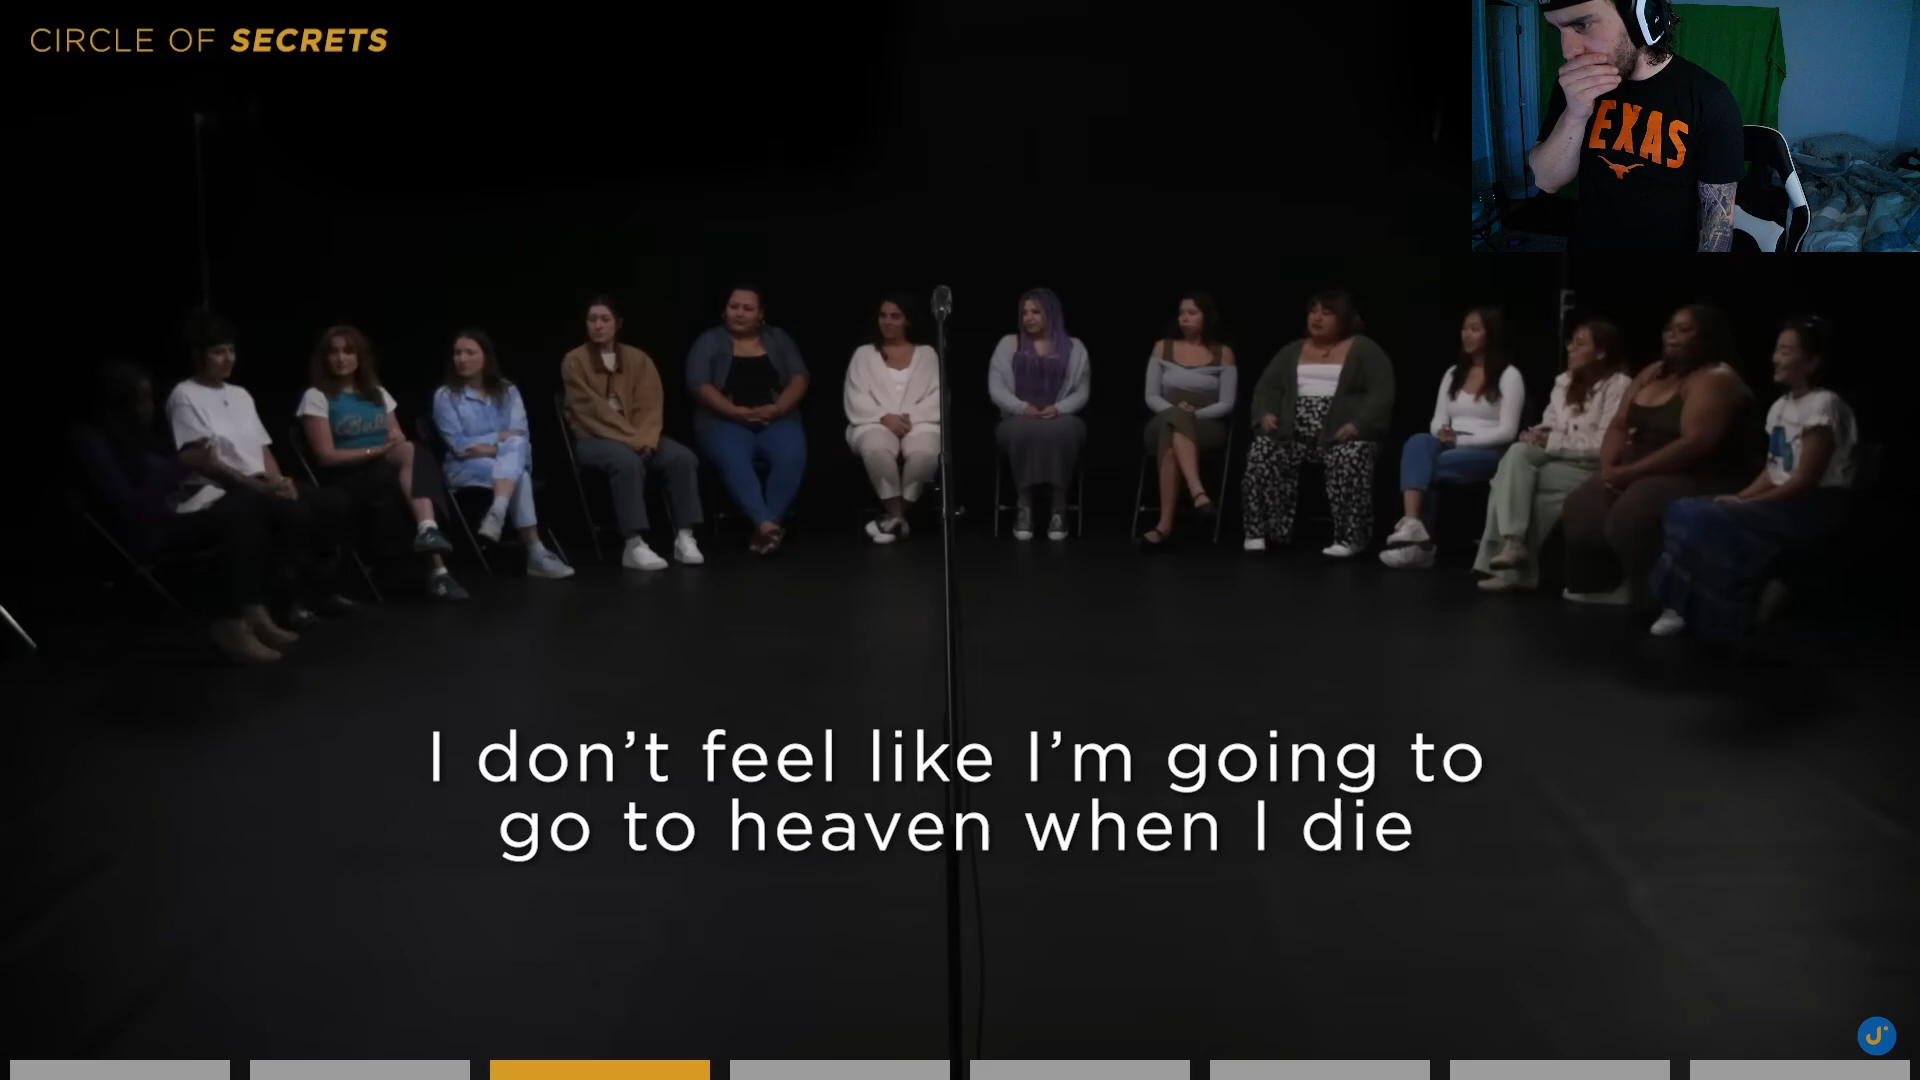 CIRCLE OF SECRETS
EXAS
I don’t feel like I’m going to
go to heaven when I die